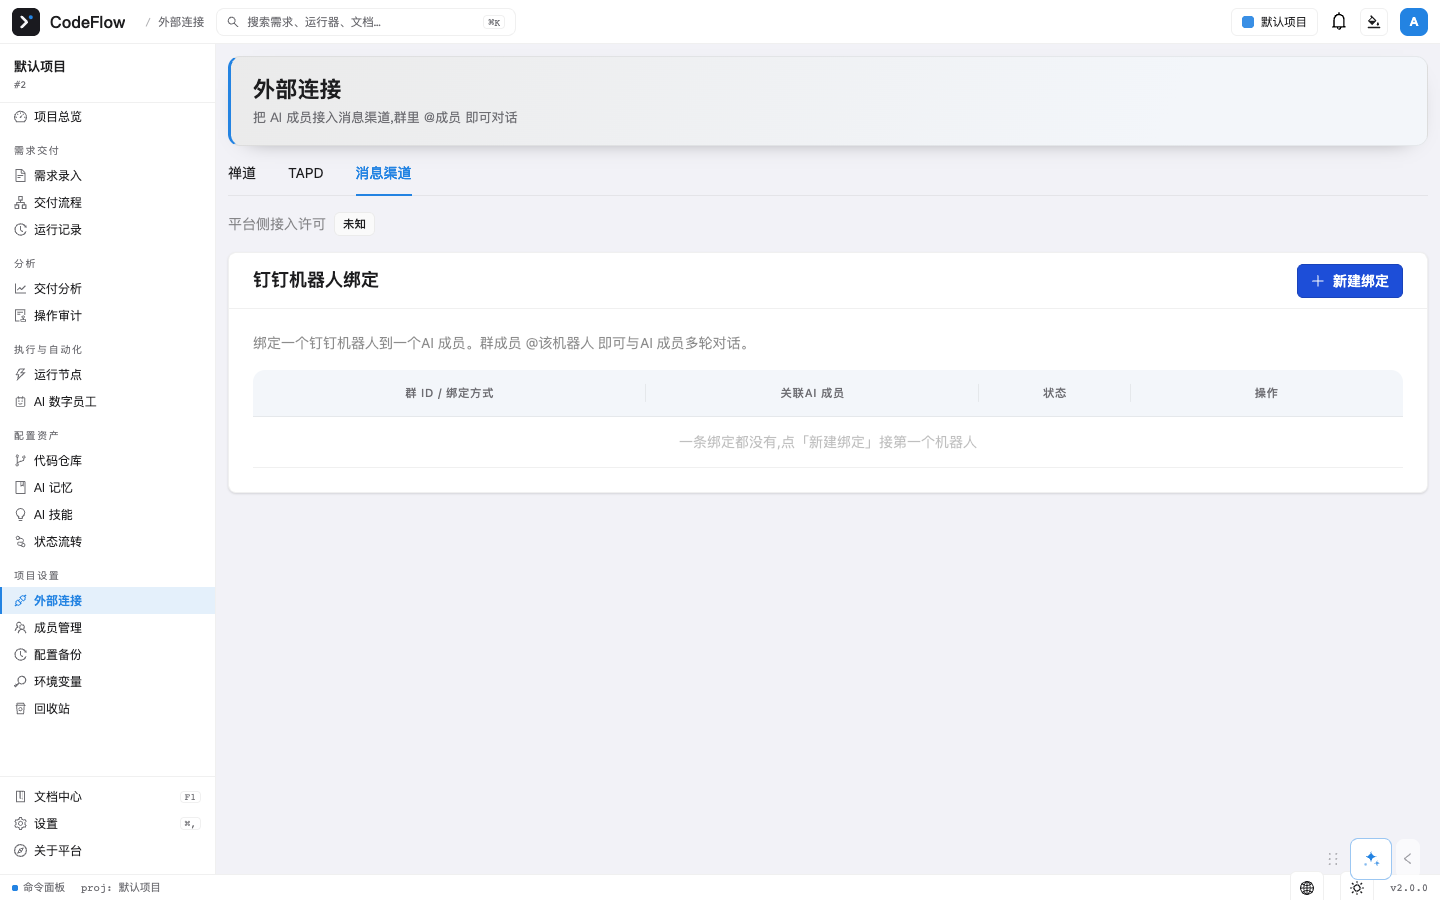 CodeFlow / 外部连接 搜索需求、运行器、文档... ⌘K 默认项目 A
默认项目
#2
项目总览
需求交付
需求录入
交付流程
运行记录
分析
交付分析
操作审计
执行与自动化
运行节点
AI 数字员工
配置资产
代码仓库
AI 记忆
AI 技能
状态流转
项目设置
外部连接
成员管理
配置备份
环境变量
回收站
文档中心 F1
设置 ⌘,
关于平台
外部连接
把 AI 成员接入消息渠道,群里 @成员 即可对话
禅道 TAPD 消息渠道
平台侧接入许可 未知
钉钉机器人绑定 新建绑定
绑定一个钉钉机器人到一个AI 成员。群成员 @该机器人 即可与AI 成员多轮对话。
群 ID / 绑定方式 关联AI 成员 状态 操作
一条绑定都没有,点「新建绑定」接第一个机器人
命令面板 proj: 默认项目 v2.0.0